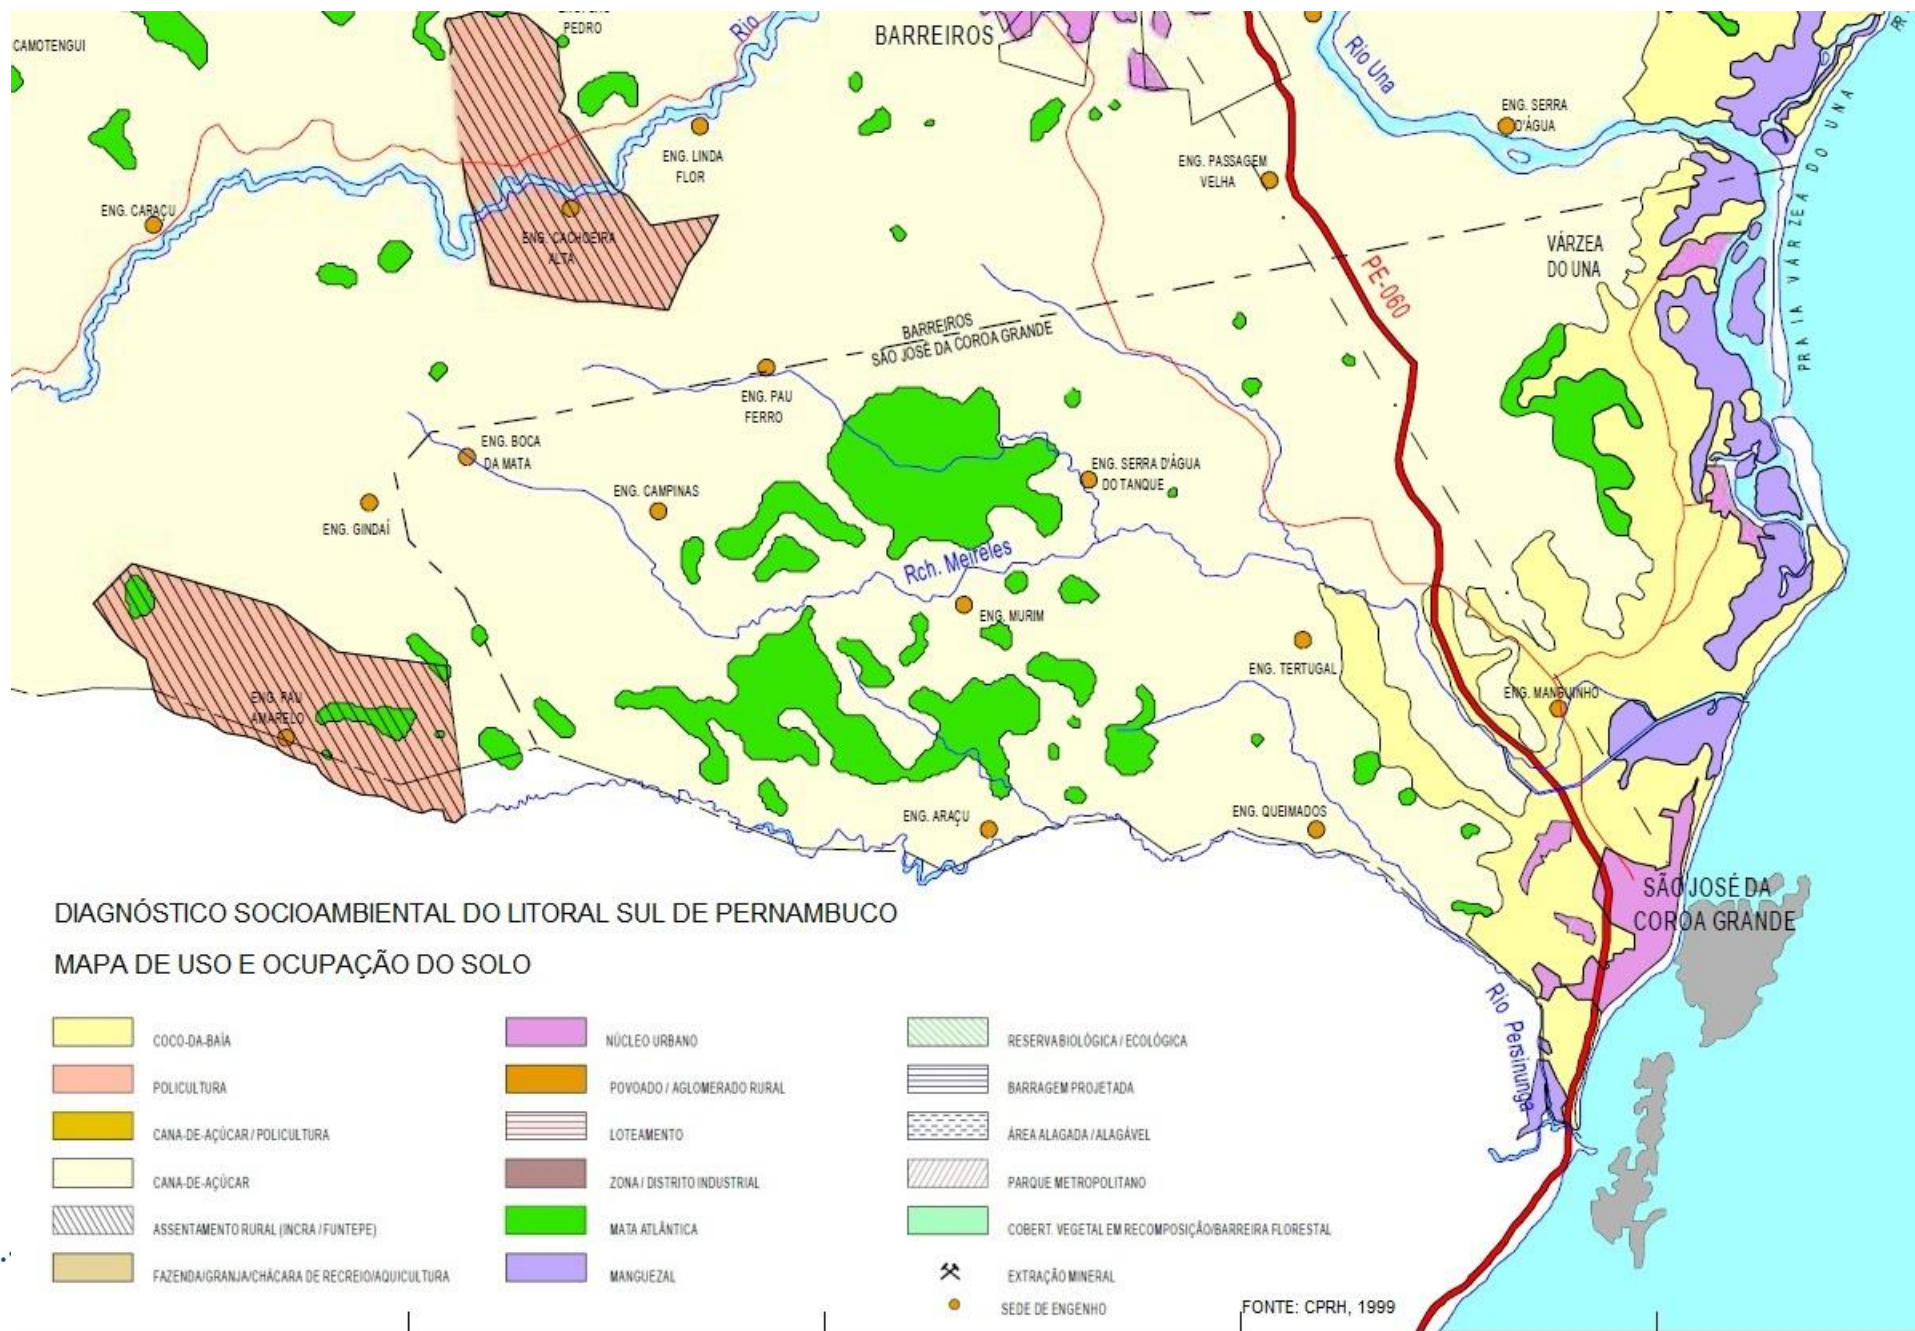 CAMOTENGUI
PEDRO
Rio
BARREIROS
Rio Una
ENG. SERRA
D'ÁGUA
PRAIA VÁRZEA DO UNA
ENG. LINDA
FLOR
ENG. PASSAGEM
VELHA
ENG. CARAÇU
ENG. CACHOEIRA
ALTA
VÁRZEA
DO UNA
PE-060
BARREIROS
SÃO JOSÉ DA COROA GRANDE
ENG. PAU
FERRO
ENG. BOCA
DA MATA
ENG. SERRA D'ÁGUA
DO TANQUE
ENG. CAMPINAS
ENG. GINDAÍ
Rch. Meireles
ENG. MURIM
ENG. TERTUGAL
ENG. PAU
AMARELO
ENG. MANGUINHO
ENG. ARAÇU
ENG. QUEIMADOS
SÃO JOSÉ DA
COROA GRANDE
Rio Persinunga
DIAGNÓSTICO SOCIOAMBIENTAL DO LITORAL SUL DE PERNAMBUCO
MAPA DE USO E OCUPAÇÃO DO SOLO
COCO-DA-BAÍA
POLICULTURA
CANA-DE-AÇÚCAR / POLICULTURA
CANA-DE-AÇÚCAR
ASSENTAMENTO RURAL (INCRA / FUNTEPE)
FAZENDA/GRANJA/CHÁCARA DE RECREIO/AQUICULTURA
NÚCLEO URBANO
POVOADO / AGLOMERADO RURAL
LOTEAMENTO
ZONA / DISTRITO INDUSTRIAL
MATA ATLÂNTICA
MANGUEZAL
RESERVA BIOLÓGICA / ECOLÓGICA
BARRAGEM PROJETADA
ÁREA ALAGADA / ALAGÁVEL
PARQUE METROPOLITANO
COBERT. VEGETAL EM RECOMPOSIÇÃO/BARREIRA FLORESTAL
EXTRAÇÃO MINERAL
SEDE DE ENGENHO
FONTE: CPRH, 1999